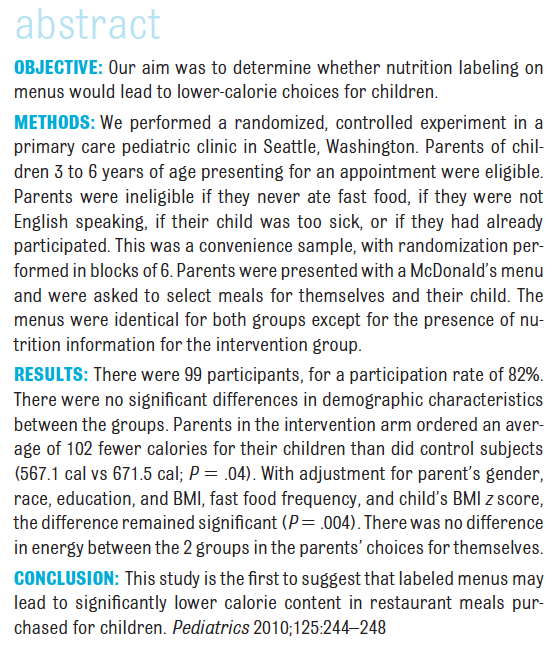 abstract
OBJECTIVE: Our aim was to determine whether nutrition labeling on
menus would lead to lower-calorie choices for children.
METHODS: We performed a randomized, controlled experiment in a
primary care pediatric clinic in Seattle, Washington. Parents of chil-
dren 3 to 6 years of age presenting for an appointment were eligible.
Parents were ineligible if they never ate fast food, if they were not
English speaking, if their child was too sick, or if they had already
participated. This was a convenience sample, with randomization per-
formed in blocks of 6. Parents were presented with a McDonald's menu
and were asked to select meals for themselves and their child. The
menus were identical for both groups except for the presence of nu-
trition information for the intervention group.
RESULTS: There were 99 participants, for a participation rate of 82%.
There were no significant differences in demographic characteristics
between the groups. Parents in the intervention arm ordered an aver-
age of 102 fewer calories for their children than did control subjects
(567.1 cal vs 671.5 cal; P = .04). With adjustment for parent's gender,
race, education, and BMI, fast food frequency, and child's BMI z score,
the difference remained significant (P = .004). There was no difference
in energy between the 2 groups in the parents' choices for themselves.
CONCLUSION: This study is the first to suggest that labeled menus may
lead to significantly lower calorie content in restaurant meals pur-
chased for children. Pediatrics 2010;125:244–248